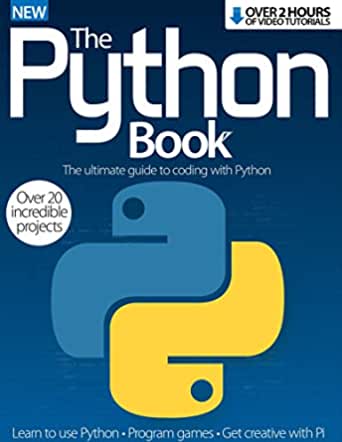 NEW
OVER 2 HOURS
OF VIDEO TUTORIALS
The
Python
Book
The ultimate guide to coding with Python
Over 20
incredible
projects
Learn to use Python • Program games • Get creative with Pi